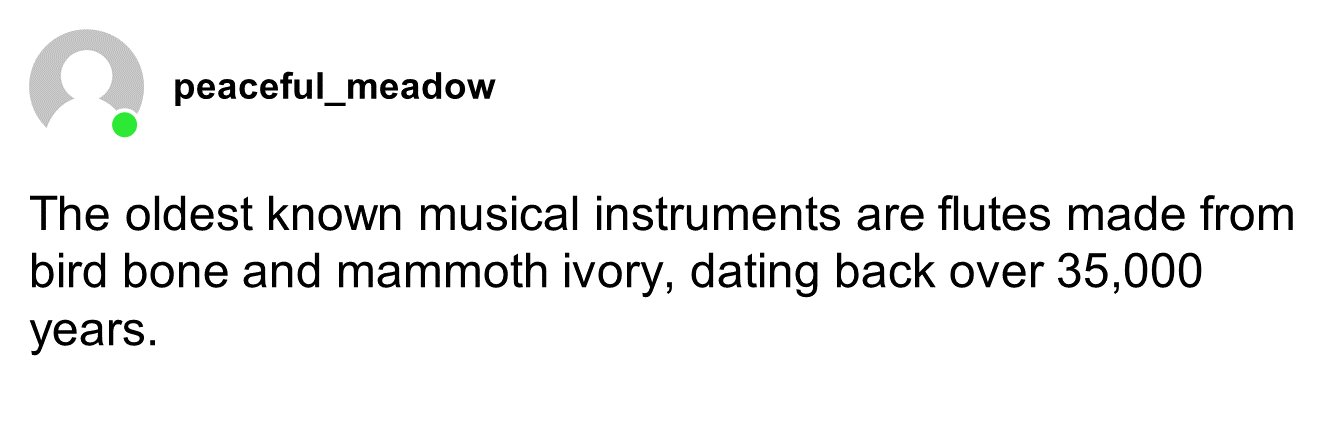 peaceful_meadow
The oldest known musical instruments are flutes made from
bird bone and mammoth ivory, dating back over 35,000
years.